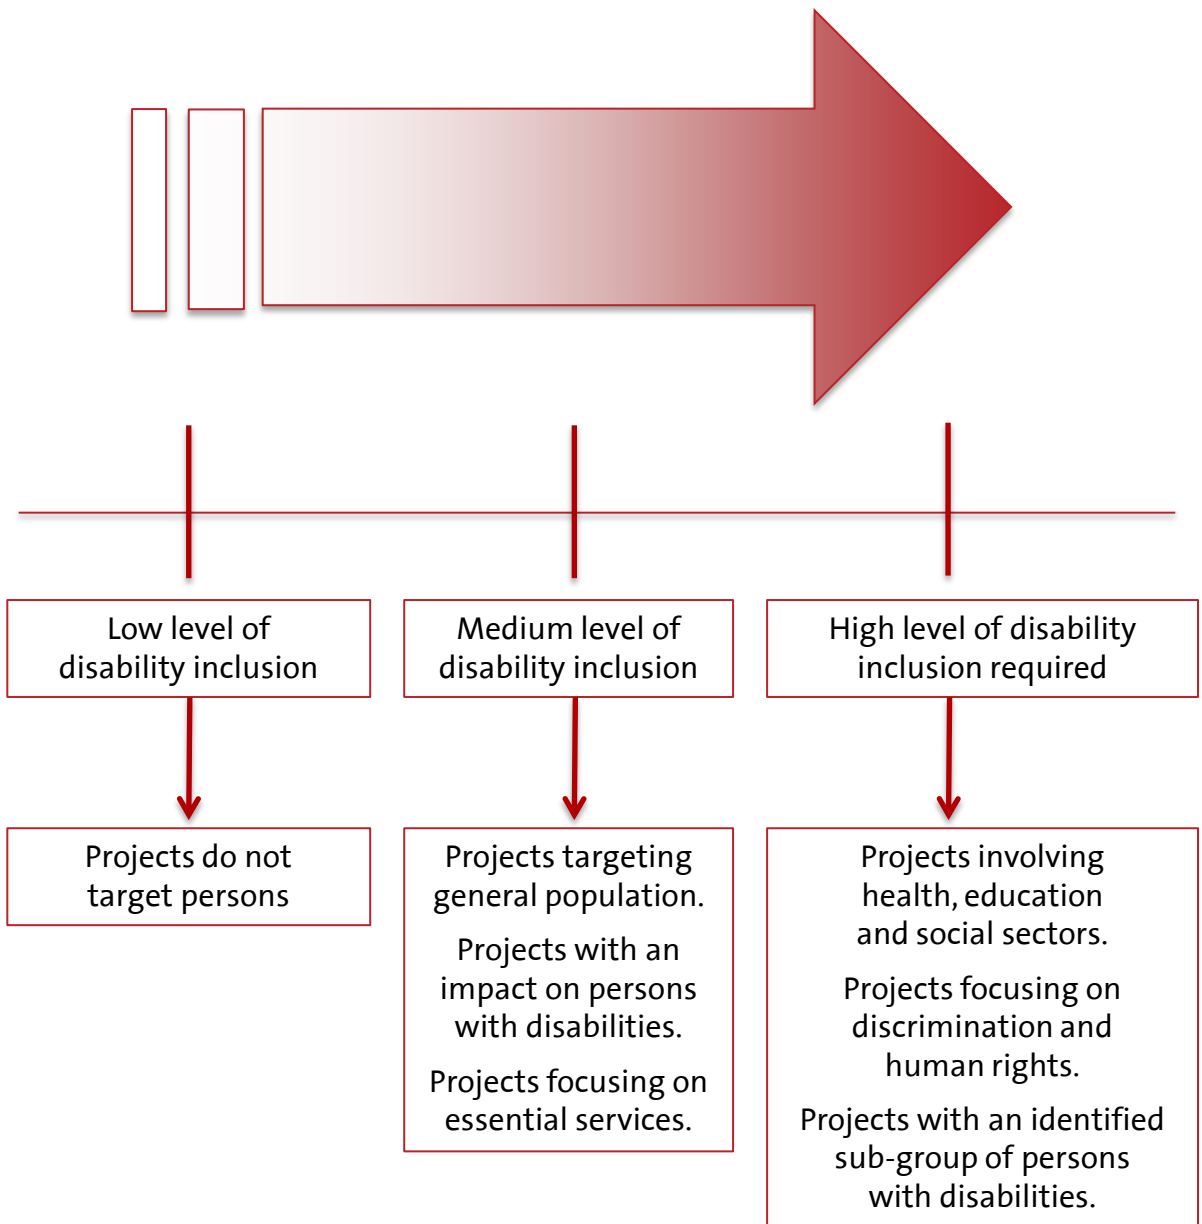 Low level of
disability inclusion
Medium level of
disability inclusion
High level of disability
inclusion required
Projects do not
target persons
Projects targeting
general population.
Projects with an
impact on persons
with disabilities.
Projects focusing on
essential services.
Projects involving
health, education
and social sectors.
Projects focusing on
discrimination and
human rights.
Projects with an identified
sub-group of persons
with disabilities.